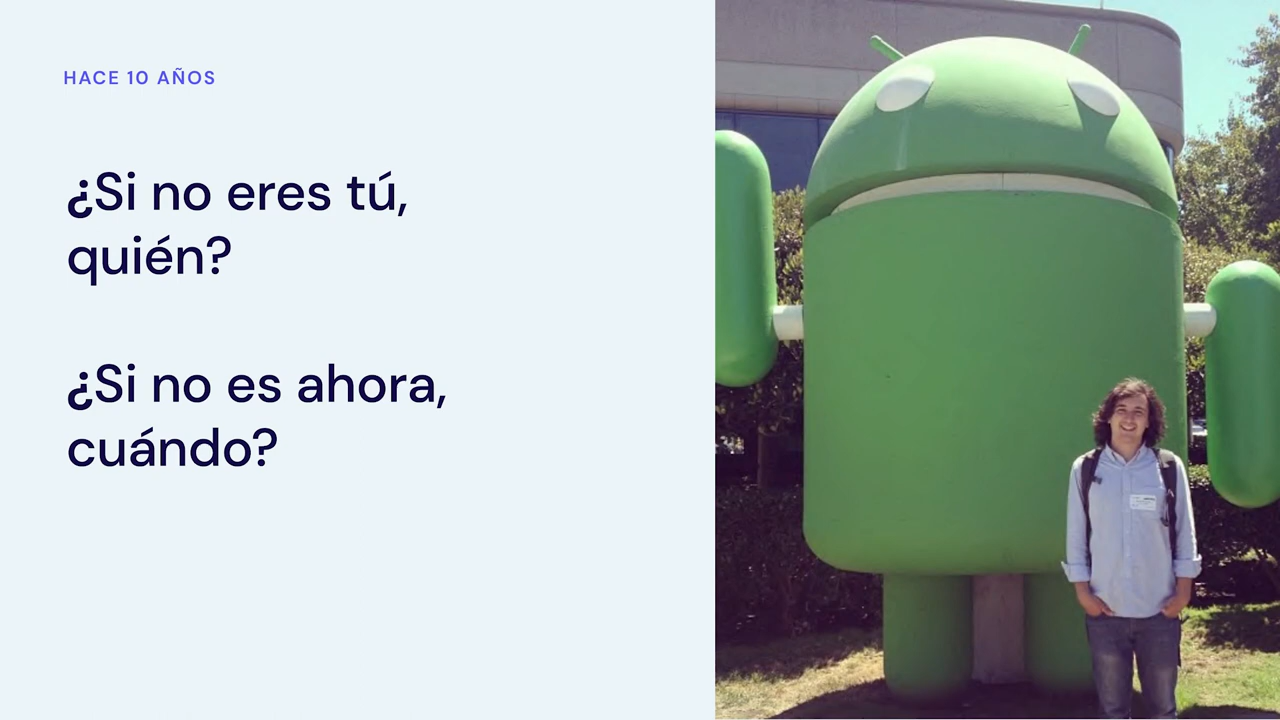 HACE 10 AÑOS
¿Si no eres tú,
quién?
¿Si no es ahora,
cuándo?